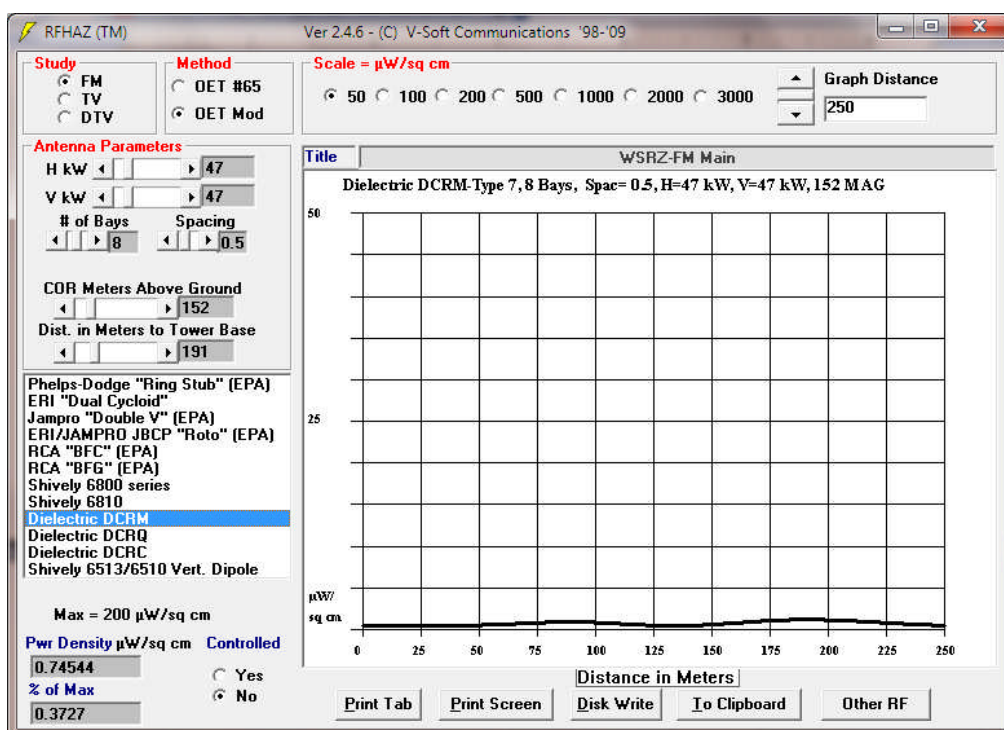 RFHAZ (TM) Ver 2.4.6 - (C) V-Soft Communications '98-'09
Study
FM
TV
DTV
Method
OET #65
OET Mod
Scale = µW/sq cm
50 100 200 500 1000 2000 3000
Graph Distance
250
Antenna Parameters
H kW 47
V kW 47
# of Bays Spacing
8 0.5
COR Meters Above Ground
152
Dist. in Meters to Tower Base
191
Phelps-Dodge "Ring Stub" (EPA)
ERI "Dual Cycloid"
Jampro "Double V" (EPA)
ERI/JAMPRO JBCP "Roto" (EPA)
RCA "BFC" (EPA)
RCA "BFG" (EPA)
Shively 6800 series
Shively 6810
Dielectric DCRM
Dielectric DCRQ
Dielectric DCRC
Shively 6513/6510 Vert. Dipole
Max = 200 µW/sq cm
Pwr Density µW/sq cm Controlled
0.74544
Yes
% of Max
No
0.3727
Title WSRZ-FM Main
Dielectric DCRM-Type 7, 8 Bays, Spac= 0.5, H=47 kW, V=47 kW, 152 MAG
50
25
µW/
sq cm
0 25 50 75 100 125 150 175 200 225 250
Distance in Meters
Print Tab Print Screen Disk Write To Clipboard Other RF